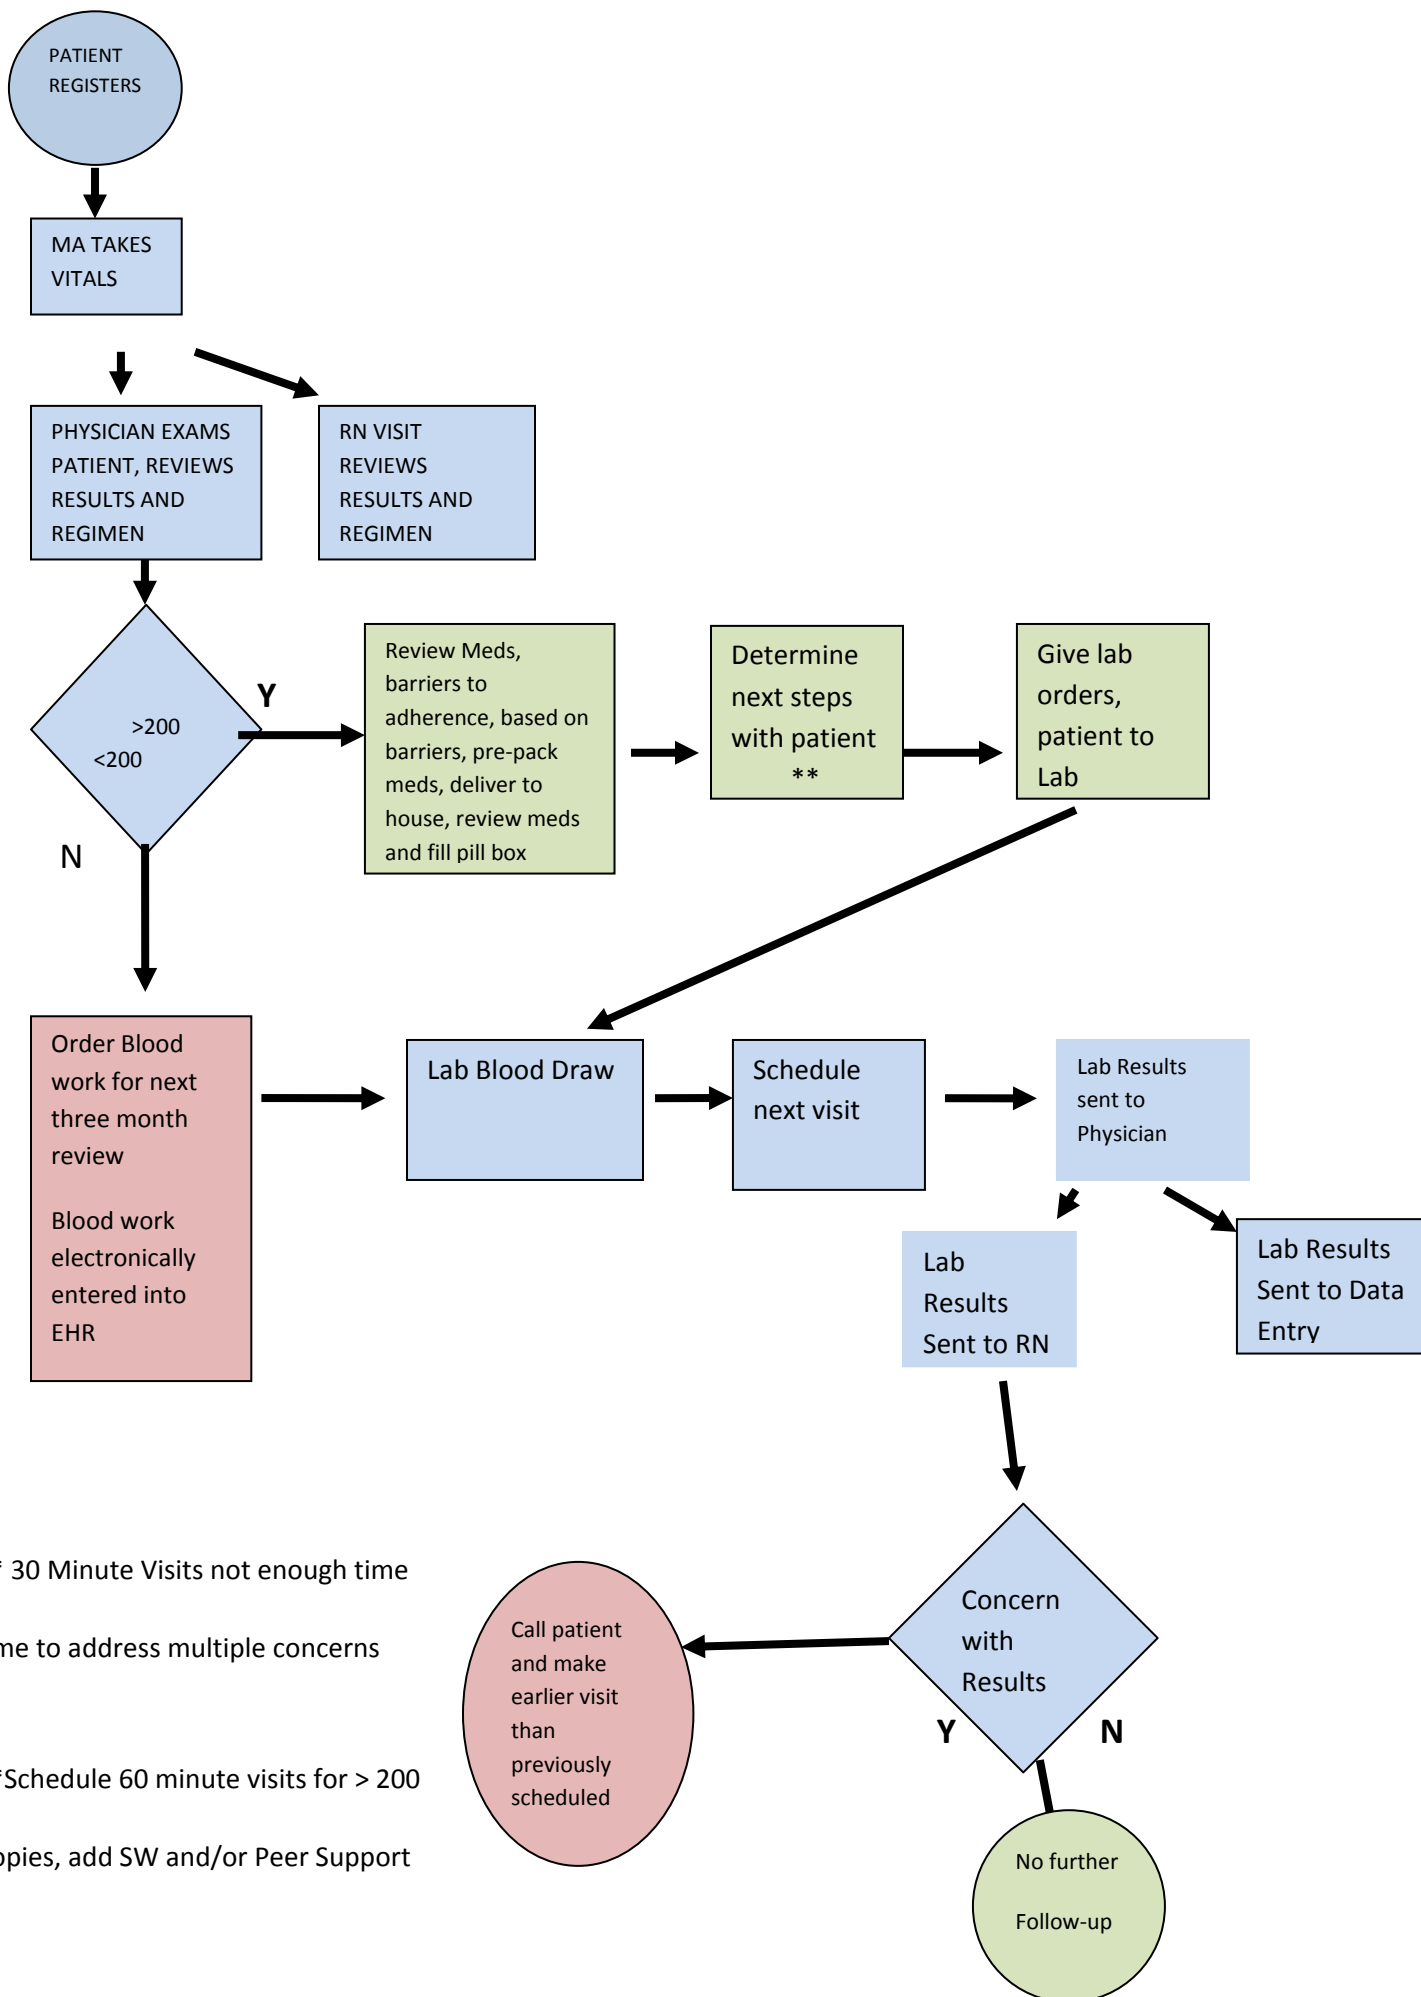 PATIENT
REGISTERS
MA TAKES
VITALS
PHYSICIAN EXAMS
PATIENT, REVIEWS
RESULTS AND
REGIMEN
RN VISIT
REVIEWS
RESULTS AND
REGIMEN
>200
<200
Y
N
Review Meds,
barriers to
adherence, based on
barriers, pre-pack
meds, deliver to
house, review meds
and fill pill box
Determine
next steps
with patient
**
Give lab
orders,
patient to
Lab
Order Blood
work for next
three month
review
Blood work
electronically
entered into
EHR
Lab Blood Draw
Schedule
next visit
Lab Results
sent to
Physician
Lab
Results
Sent to RN
Lab Results
Sent to Data
Entry
Concern
with
Results
Y
N
Call patient
and make
earlier visit
than
previously
scheduled
No further
Follow-up
* 30 Minute Visits not enough time
me to address multiple concerns
*Schedule 60 minute visits for > 200
opies, add SW and/or Peer Support